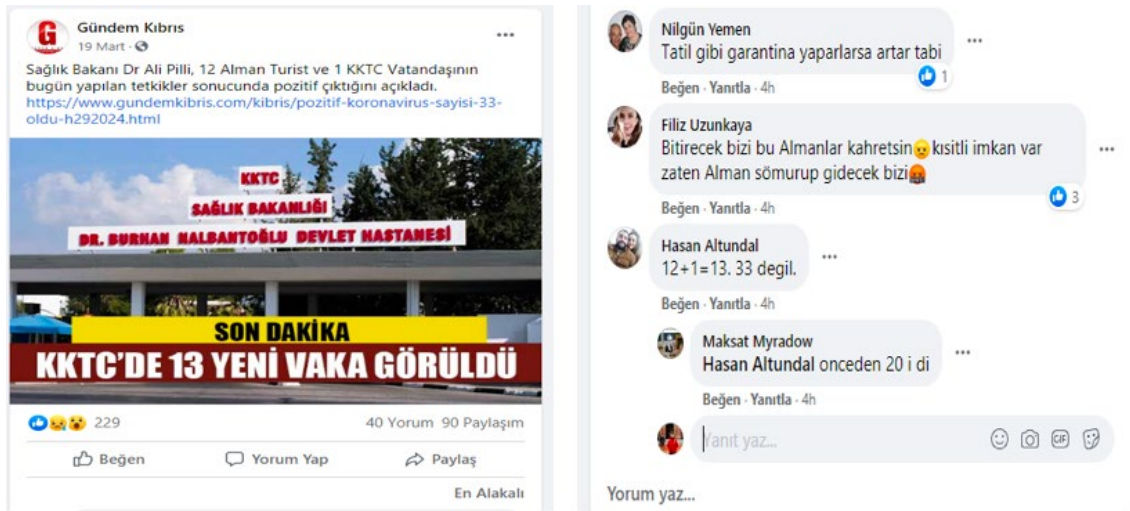 Gündem Kıbrıs
19 Mart ·
Sağlık Bakanı Dr Ali Pilli, 12 Alman Turist ve 1 KKTC Vatandaşının
bugün yapılan tetkikler sonucunda pozitif çıktığını açıkladı.
https://www.gundemkibris.com/kibris/pozitif-koronavirus-sayisi-33-
oldu-h292024.html
KKTC
SAĞLIK BAKANLIĞI
DR. BURHAN NALBANTOĞLU DEVLET HASTANESİ
SON DAKİKA
KKTC'DE 13 YENİ VAKA GÖRÜLDÜ
229
40 Yorum 90 Paylaşım
Beğen
Yorum Yap
Paylaş
En Alakalı
Nilgün Yemen
Tatil gibi garantina yaparlarsa artar tabi
1
Beğen · Yanıtla · 4h
Filiz Uzunkaya
Bitirecek bizi bu Almanlar kahretsin😠kısitli imkan var
zaten Alman sömurup gidecek bizi🤬
3
Beğen · Yanıtla · 4h
Hasan Altundal
12+1=13. 33 degil.
Beğen · Yanıtla · 4h
Maksat Myradow
Hasan Altundal onceden 20 i di
Beğen · Yanıtla · 4h
Yanıt yaz...
GIF
Yorum yaz...